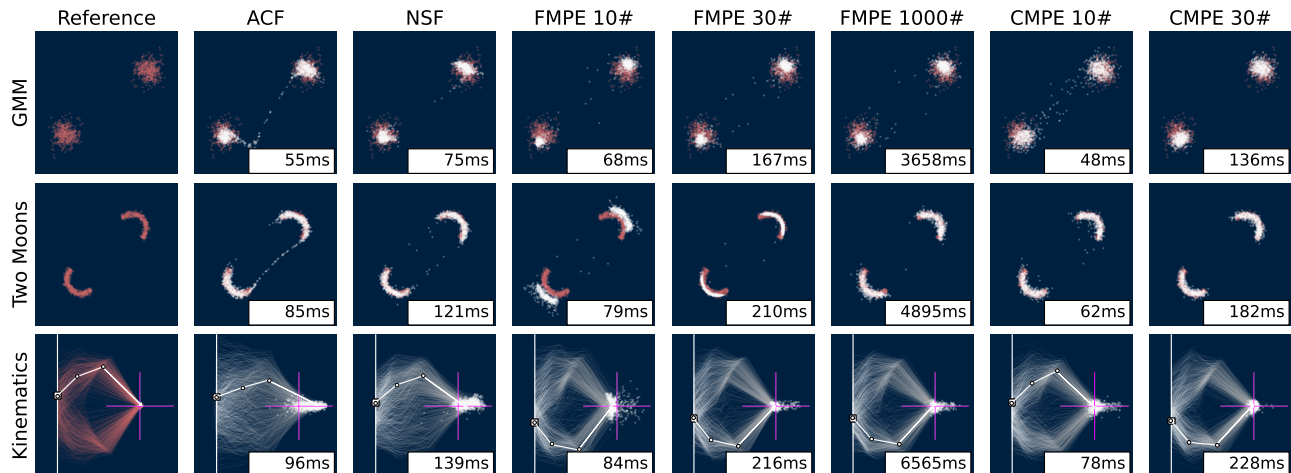 Reference ACF NSF FMPE 10# FMPE 30# FMPE 1000# CMPE 10# CMPE 30#
GMM
55ms 75ms 68ms 167ms 3658ms 48ms 136ms
Two Moons
85ms 121ms 79ms 210ms 4895ms 62ms 182ms
Kinematics
96ms 139ms 84ms 216ms 6565ms 78ms 228ms